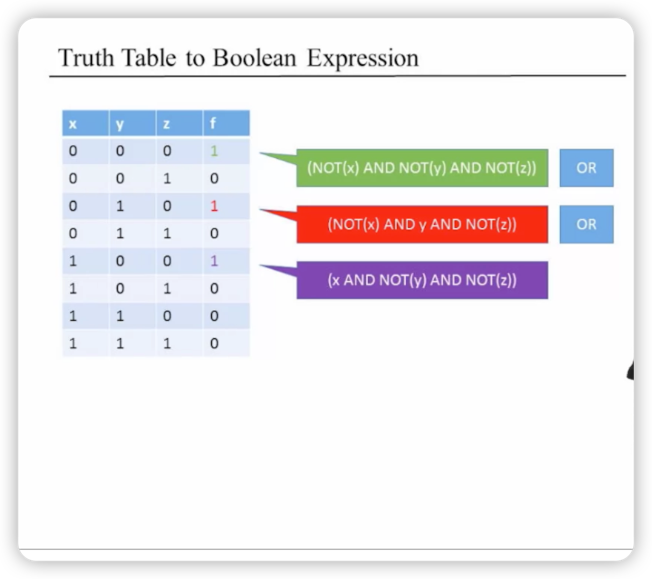 Truth Table to Boolean Expression
x y z f
0 0 0 1
0 0 1 0
0 1 0 1
0 1 1 0
1 0 0 1
1 0 1 0
1 1 0 0
1 1 1 0
(NOT(x) AND NOT(y) AND NOT(z)) OR
(NOT(x) AND y AND NOT(z)) OR
(x AND NOT(y) AND NOT(z))